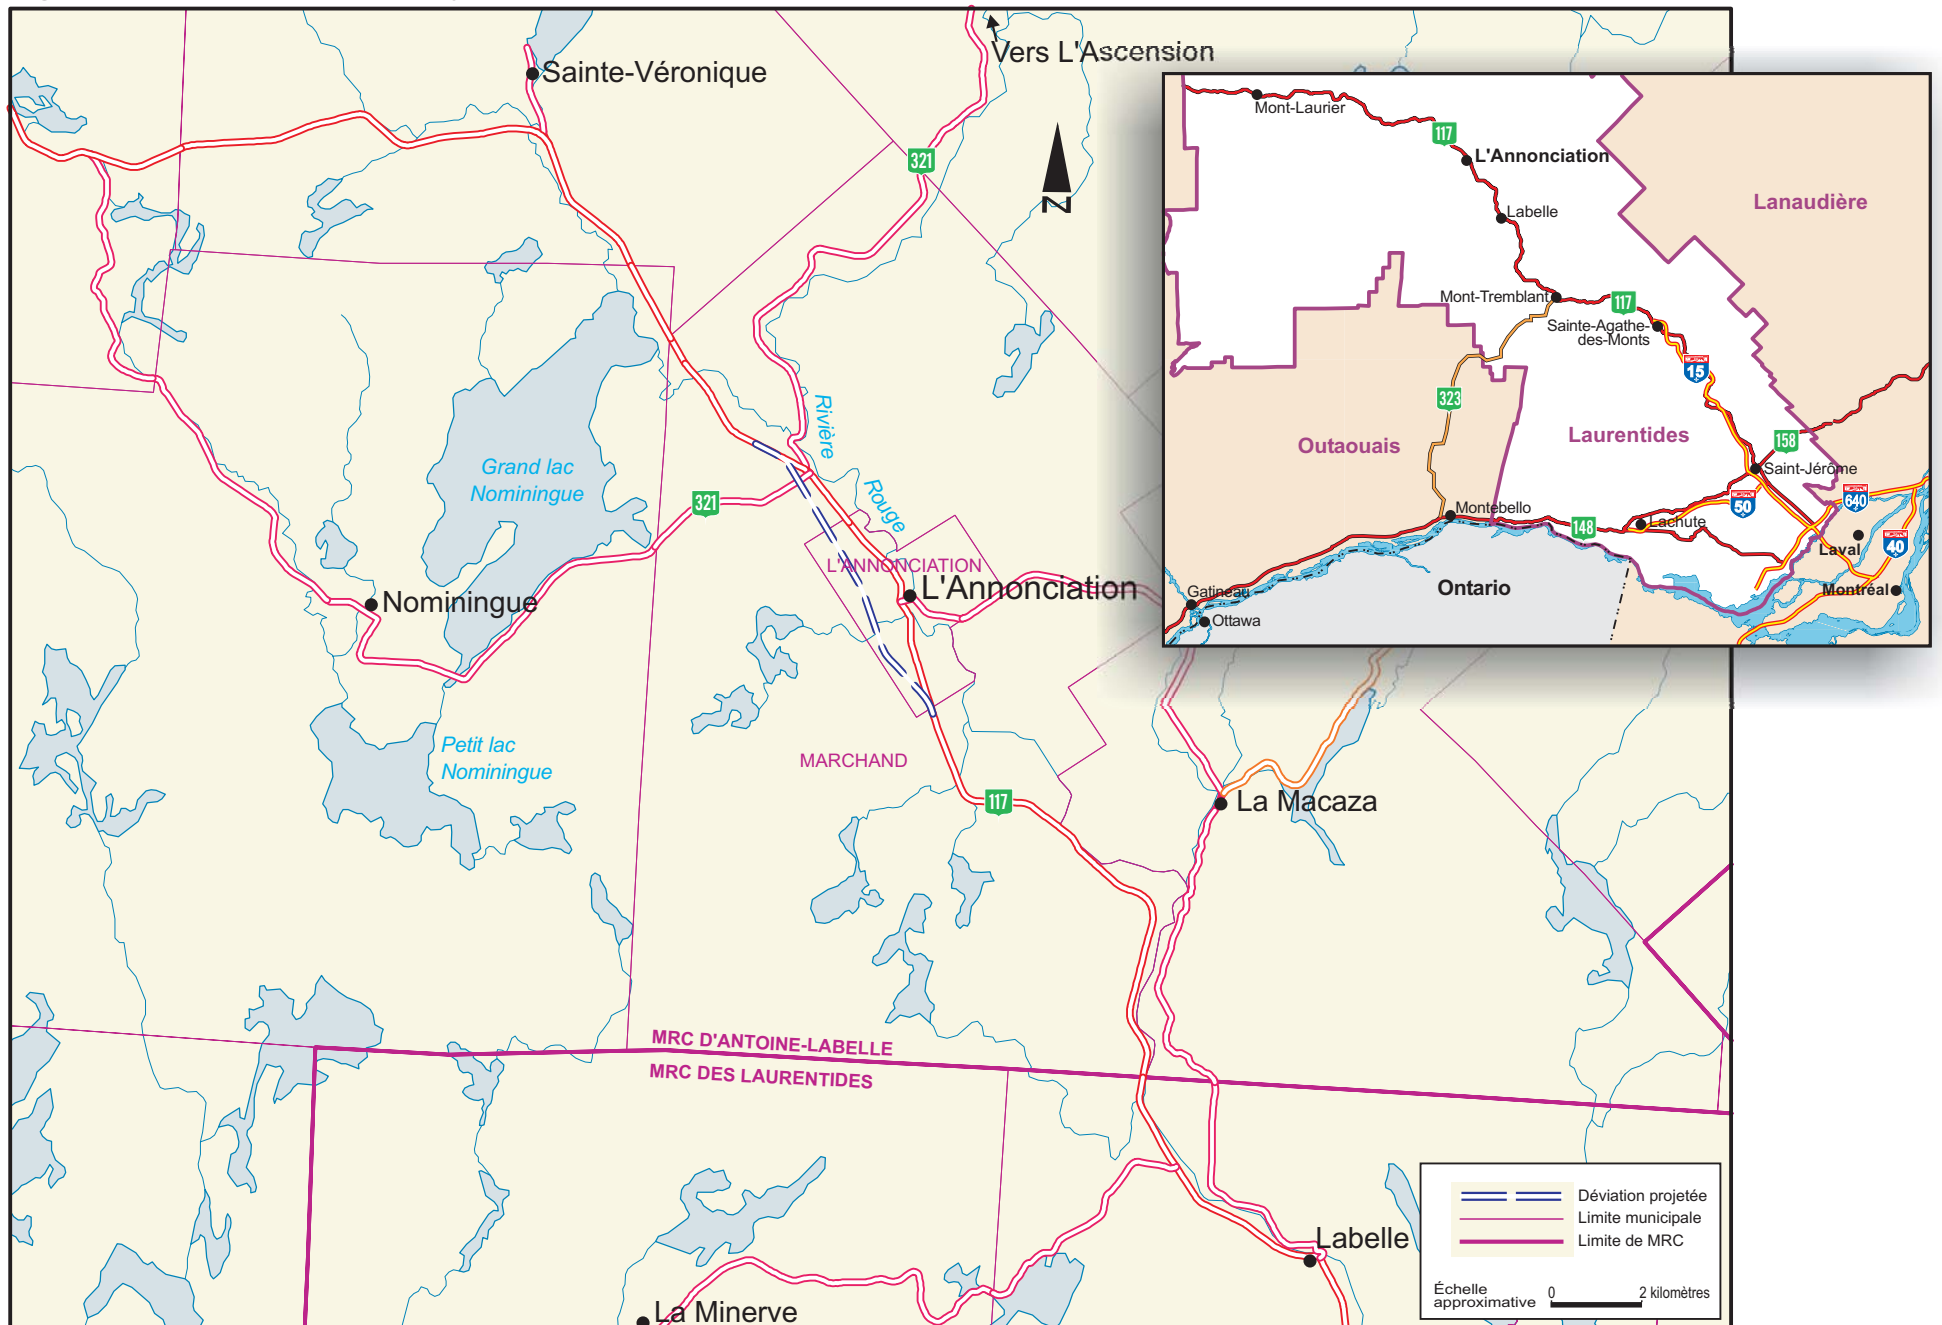 Vers L'Ascension
Sainte-Véronique
321
N
Rivière
Rouge
Grand lac
Nominingue
321
L'ANNONCIATION
L'Annonciation
Nominingue
Petit lac
Nominingue
MARCHAND
117
La Macaza
MRC D'ANTOINE-LABELLE
MRC DES LAURENTIDES
Labelle
La Minerve
Mont-Laurier
117
L'Annonciation
Lanaudière
Labelle
Mont-Tremblant
117
Sainte-Agathe-
des-Monts
15
323
Outaouais
Laurentides
158
Saint-Jérôme
50
640
Montebello
148
Lachute
Laval
40
Ontario
Montréal
Gatineau
Ottawa
Déviation projetée
Limite municipale
Limite de MRC
Échelle
approximative
0
2 kilomètres